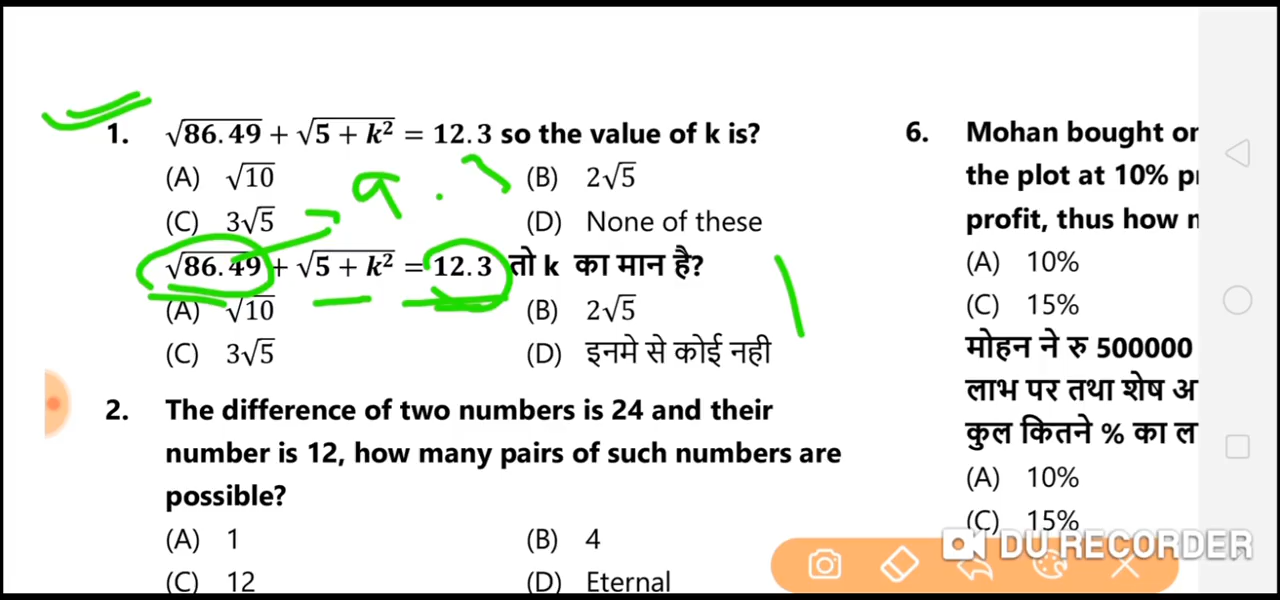 1. √86.49 + √5 + k² = 12.3 so the value of k is?
(A) √10 (B) 2√5
(C) 3√5 (D) None of these
9.
√86.49 + √5 + k² = 12.3 तो k का मान है?
(A) √10 (B) 2√5
(C) 3√5 (D) इनमे से कोई नही
2. The difference of two numbers is 24 and their
number is 12, how many pairs of such numbers are
possible?
(A) 1 (B) 4
(C) 12 (D) Eternal
6. Mohan bought or
the plot at 10%
profit, thus how
(A) 10%
(C) 15%
मोहन ने रु 500000
लाभ पर तथा शेष अ
कुल कितने % का ल
(A) 10%
(C) 15%
DU RECORDER